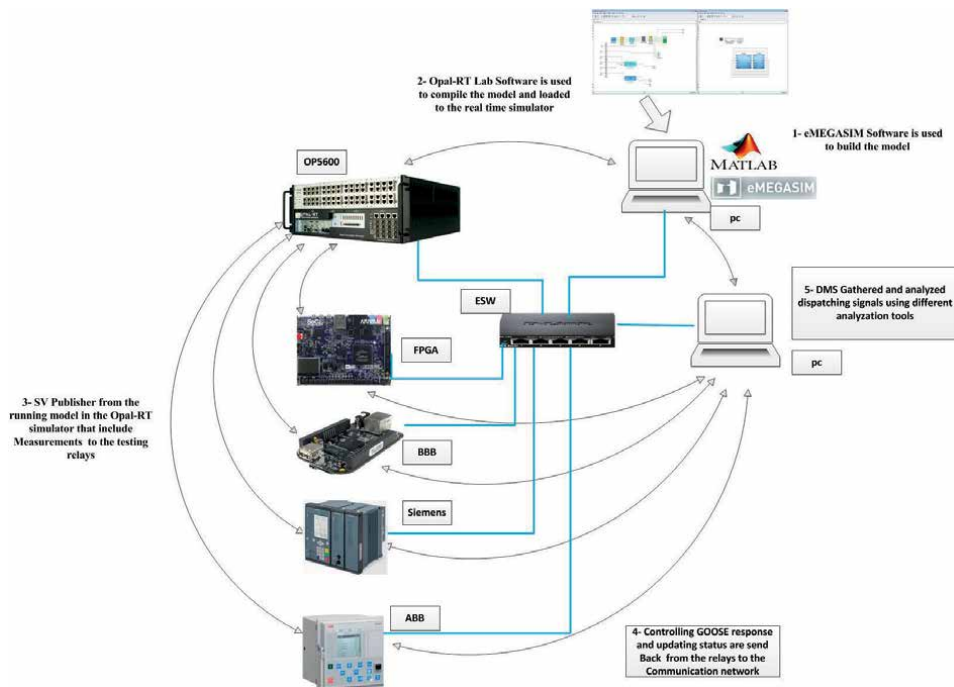 2- Opal-RT Lab Software is used
to compile the model and loaded
to the real time simulator
1- eMEGASIM Software is used
to build the model
MATLAB
eMEGASIM
pc
OP5600
ESW
5- DMS Gathered and analyzed
dispatching signals using different
analyzation tools
pc
FPGA
3- SV Publisher from the
running model in the Opal-RT
simulator that include
Measurements to the testing
relays
BBB
Siemens
ABB
4- Controlling GOOSE response
and updating status are send
Back from the relays to the
Communication network